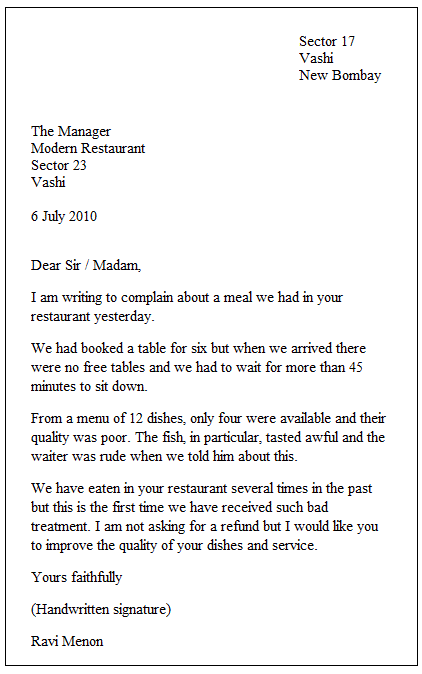 Sector 17
Vashi
New Bombay
The Manager
Modern Restaurant
Sector 23
Vashi
6 July 2010
Dear Sir / Madam,
I am writing to complain about a meal we had in your
restaurant yesterday.
We had booked a table for six but when we arrived there
were no free tables and we had to wait for more than 45
minutes to sit down.
From a menu of 12 dishes, only four were available and their
quality was poor. The fish, in particular, tasted awful and the
waiter was rude when we told him about this.
We have eaten in your restaurant several times in the past
but this is the first time we have received such bad
treatment. I am not asking for a refund but I would like you
to improve the quality of your dishes and service.
Yours faithfully
(Handwritten signature)
Ravi Menon